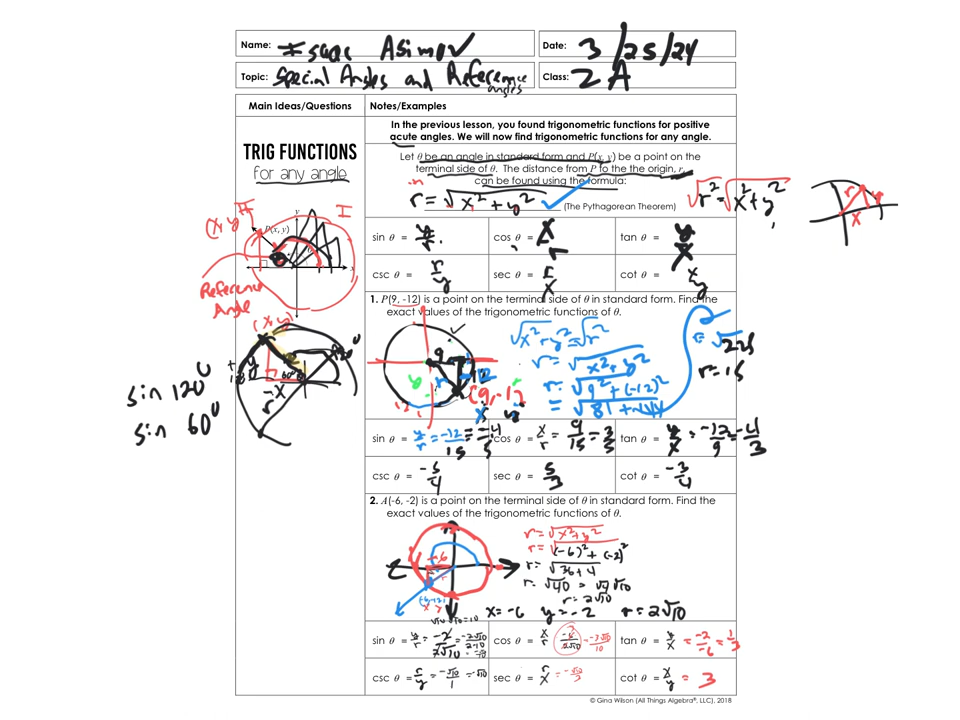 Name: Isaac Asimov
Date: 3/25/24
Topic: Special Angles and Reference angles
Class: 2A
Main Ideas/Questions
Notes/Examples
In the previous lesson, you found trigonometric functions for positive
acute angles. We will now find trigonometric functions for any angle.
TRIG FUNCTIONS
for any angle
Let θ be an angle in standard form and P(x, y) be a point on the
terminal side of θ. The distance from P to the the origin, r,
can be found using the formula:
r = √x² + y² (The Pythagorean Theorem)
√r² = √x² + y²
r y
x
(x, y) II I
P(x, y)
y
x
Reference
Angle
sin θ = y/r cos θ = x/r tan θ = y/x
csc θ = r/y sec θ = r/x cot θ = x/y
1. P(9, -12) is a point on the terminal side of θ in standard form. Find the
exact values of the trigonometric functions of θ.
(x, y)
y 60° -x r
sin 120°
sin 60°
9 r 12
(9, -12)
x y
√x² + y² = √r²
r = √x² + y²
r = √9² + (-12)²
= √81 + 144
= √225
r = 15
sin θ = y/r = -12/15 = -4/5 cos θ = x/r = 9/15 = 3/5 tan θ = y/x = -12/9 = -4/3
csc θ = -5/4 sec θ = 5/3 cot θ = -3/4
2. A(-6, -2) is a point on the terminal side of θ in standard form. Find the
exact values of the trigonometric functions of θ.
-6
r
r = √x² + y²
r = √(-6)² + (-2)²
r = √36 + 4
r = √40 = √4 √10
r = 2√10
x = -6 y = -2 r = 2√10
√10 · √10 = 10
sin θ = y/r = -2/2√10 = -2√10/2·10 cos θ = x/r -6/2√10 = -3√10/10 tan θ = y/x = -2/-6 = 1/3
csc θ = r/y = -√10/1 = -√10 sec θ = r/x = -√10/3 cot θ = x/y = 3
© Gina Wilson (All Things Algebra®, LLC), 2018